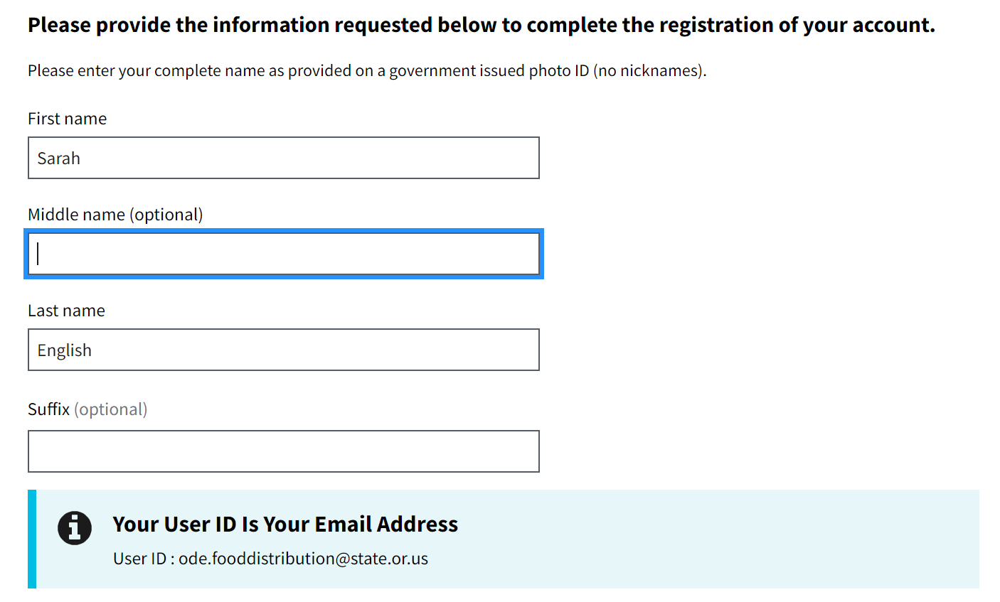 Please provide the information requested below to complete the registration of your account.
Please enter your complete name as provided on a government issued photo ID (no nicknames).
First name
Sarah
Middle name (optional)
Last name
English
Suffix (optional)
Your User ID Is Your Email Address
User ID : ode.fooddistribution@state.or.us